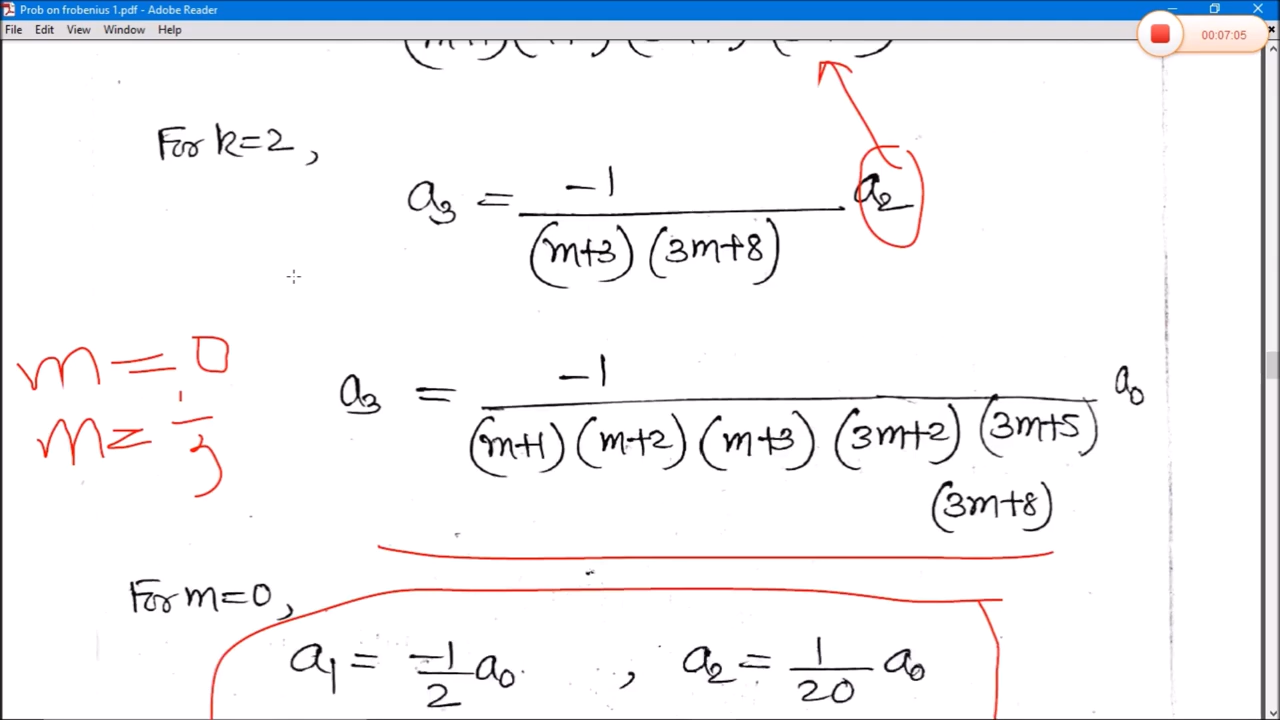 Prob on frobenius 1.pdf - Adobe Reader
File Edit View Window Help
00:07:05
For k=2,
a₃ = -1 / (m+3)(3m+8) a₂
m = 0
m = 1/3
a₃ = -1 / (m+1)(m+2)(m+3)(3m+2)(3m+5)(3m+8) a₀
For m=0,
a₁ = -1/2 a₀ , a₂ = 1/20 a₀